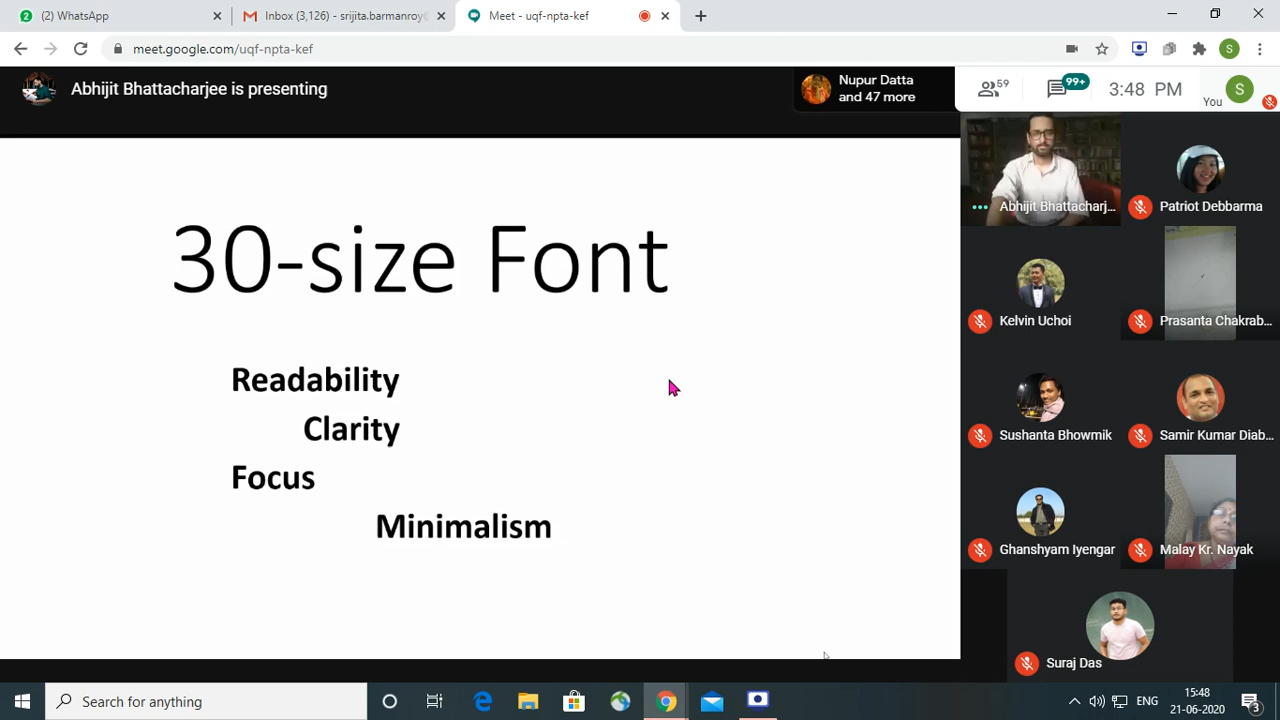 (2) WhatsApp
Inbox (3,126) - srijita.barmanroy@
Meet - uqf-npta-kef
meet.google.com/uqf-npta-kef
S
Abhijit Bhattacharjee is presenting
Nupur Datta
and 47 more
59
99+
3:48 PM
You
S
30-size Font
Readability
Clarity
Focus
Minimalism
Abhijit Bhattacharj...
Patriot Debbarma
Kelvin Uchoi
Prasanta Chakrab...
Sushanta Bhowmik
Samir Kumar Diab...
Ghanshyam Iyengar
Malay Kr. Nayak
Suraj Das
Search for anything
ENG
15:48
21-06-2020
3